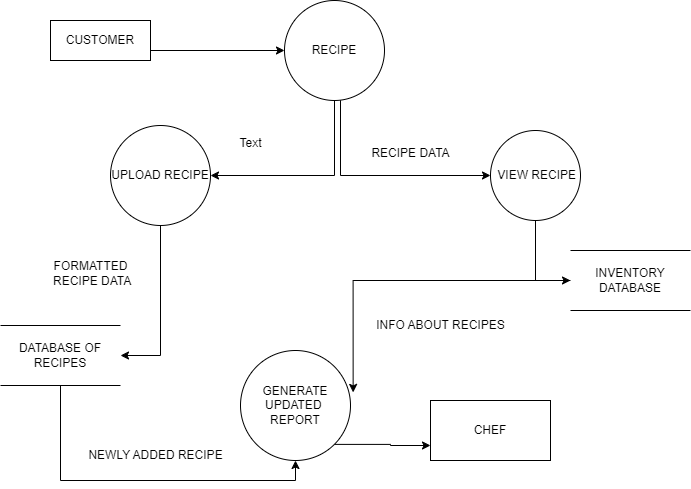 CUSTOMER
RECIPE
Text
RECIPE DATA
UPLOAD RECIPE
VIEW RECIPE
FORMATTED
RECIPE DATA
INVENTORY
DATABASE
INFO ABOUT RECIPES
DATABASE OF
RECIPES
GENERATE
UPDATED
REPORT
CHEF
NEWLY ADDED RECIPE